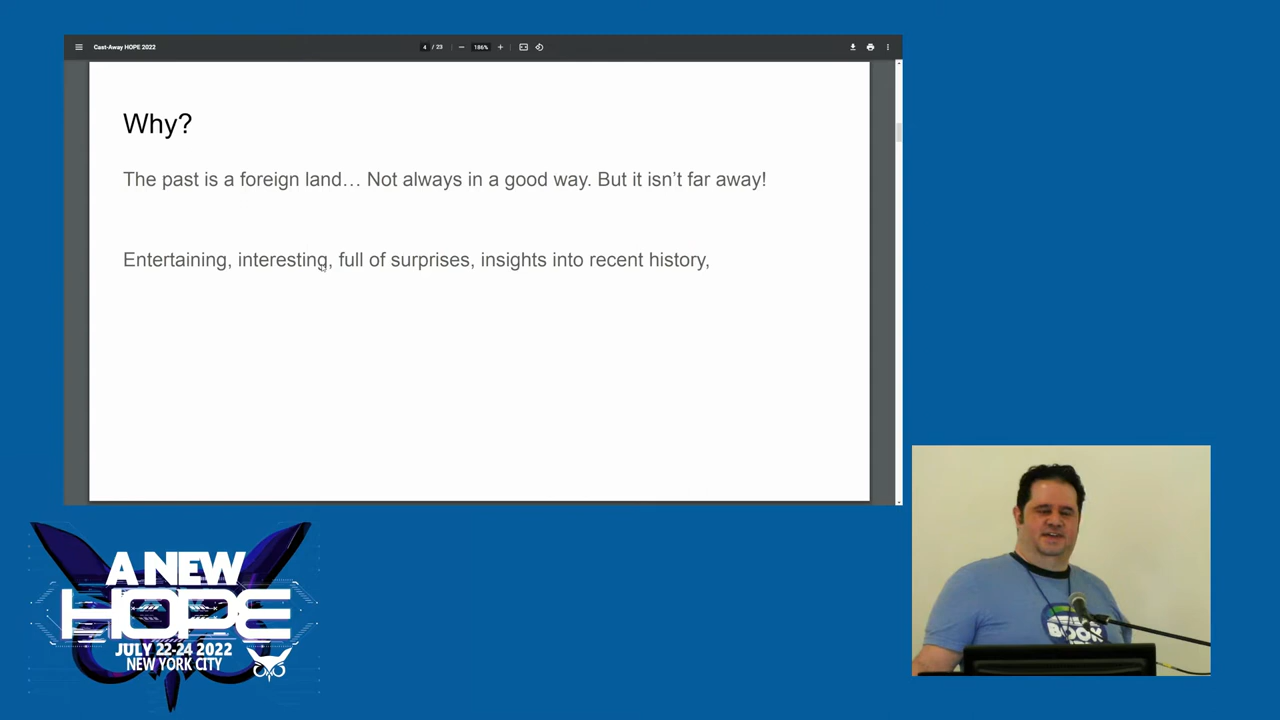 Cast-Away HOPE 2022
4 / 23
186%
Why?
The past is a foreign land… Not always in a good way. But it isn’t far away!
Entertaining, interesting, full of surprises, insights into recent history,
A NEW
HOPE
JULY 22-24 2022
NEW YORK CITY
BOOK